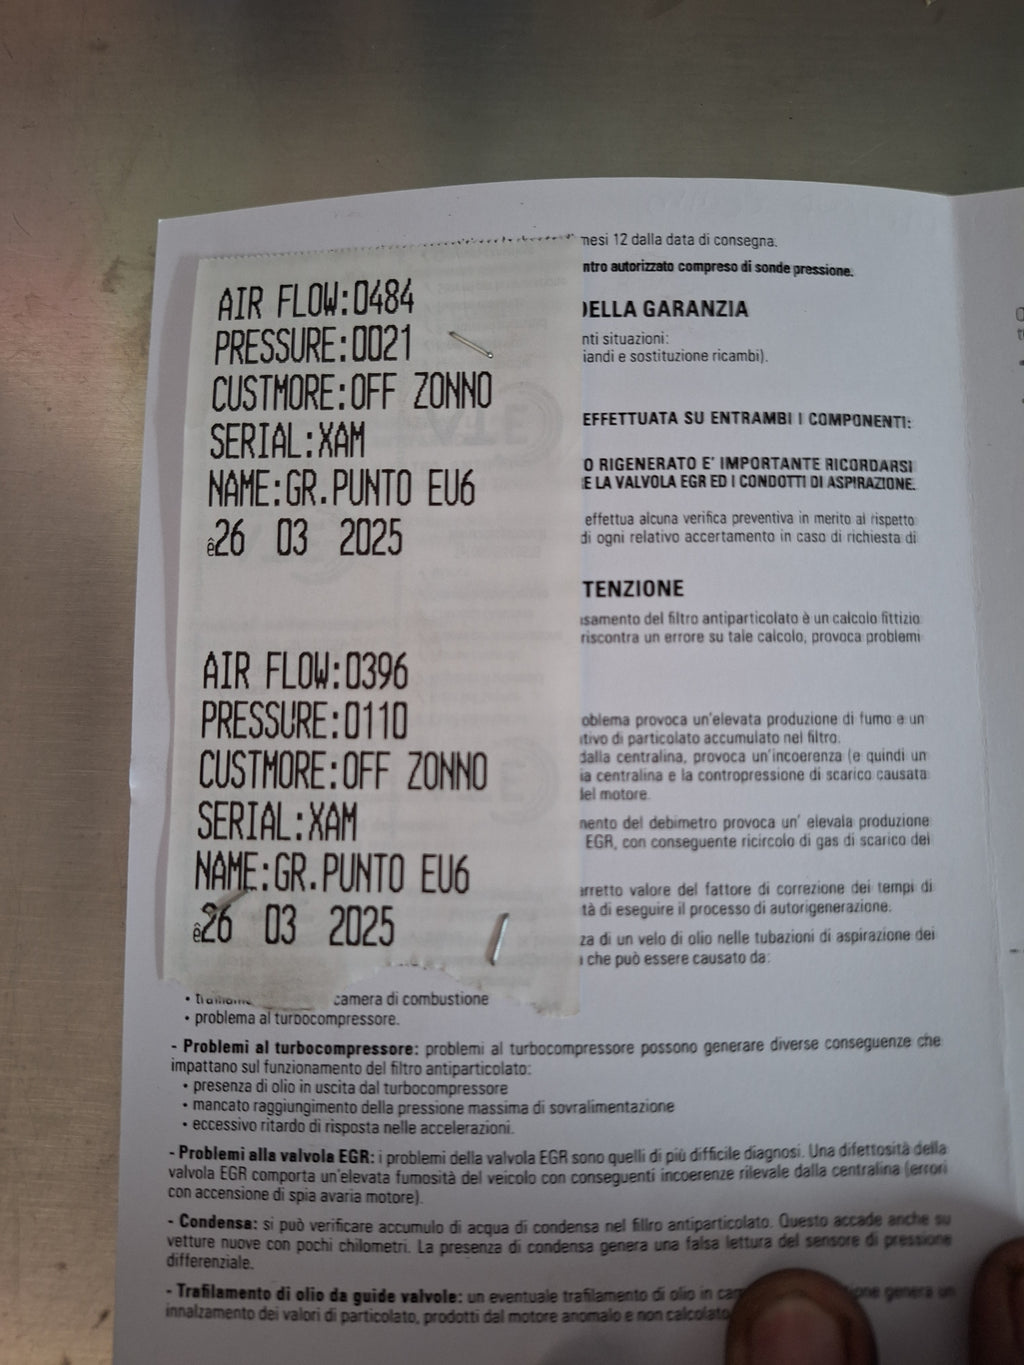 mesi 12 dalla data di consegna.
ntro autorizzato compreso di sonde pressione.
DELLA GARANZIA
nti situazioni:
iandi e sostituzione ricambi).
EFFETTUATA SU ENTRAMBI I COMPONENTI:
O RIGENERATO E' IMPORTANTE RICORDARSI
E LA VALVOLA EGR ED I CONDOTTI DI ASPIRAZIONE.
effettua alcuna verifica preventiva in merito al rispetto
di ogni relativo accertamento in caso di richiesta di
TENZIONE
samento del filtro antiparticolato è un calcolo fittizio
riscontra un errore su tale calcolo, provoca problemi
oblema provoca un'elevata produzione di fumo e un
tivo di particolato accumulato nel filtro.
dalla centralina, provoca un'incoerenza (e quindi un
ia centralina e la contropressione di scarico causata
del motore.
mento del debimetro provoca un' elevala produzione
EGR, con conseguente ricircolo di gas di scarico dei
arretto valore del fattore di correzione dei tempi di
tà di eseguire il processo di autorigenerazione.
za di un velo di olio nelle tubazioni di aspirazione dei
che può essere causato da:
AIR FLOW:0484
PRESSURE:0021
CUSTMORE:OFF ZONNO
SERIAL:XAM
NAME:GR.PUNTO EU6
ê26 03 2025
AIR FLOW:0396
PRESSURE:0110
CUSTMORE:OFF ZONNO
SERIAL:XAM
NAME:GR.PUNTO EU6
ê26 03 2025
• camera di combustione
• problema al turbocompressore.
- Problemi al turbocompressore: problemi al turbocompressore possono generare diverse conseguenze che
impattano sul funzionamento del filtro antiparticolato:
• presenza di olio in uscita dal turbocompressore
• mancato raggiungimento della pressione massima di sovralimentazione
• eccessivo ritardo di risposta nelle accelerazioni.
- Problemi alla valvola EGR: i problemi della valvola EGR sono quelli di più difficile diagnosi. Una difettosità della
valvola EGR comporta un'elevata fumosità del veicolo con conseguenti incoerenze rilevale dalla centralina (errori
con accensione di spia avaria motore).
- Condensa: si può verificare accumulo di acqua di condensa nel fillro antiparticolato. Questo accade anche su
vetture nuove con pochi chilometri. La presenza di condensa genera una falsa lettura del sensore di pressione
differenziale.
- Trafilamento di olio da guide valvole: un eventuale trafilamento di olio in cam zione genera un
innalzamento dei valori di particolato, prodotti dal motore anomalo e non calcolato